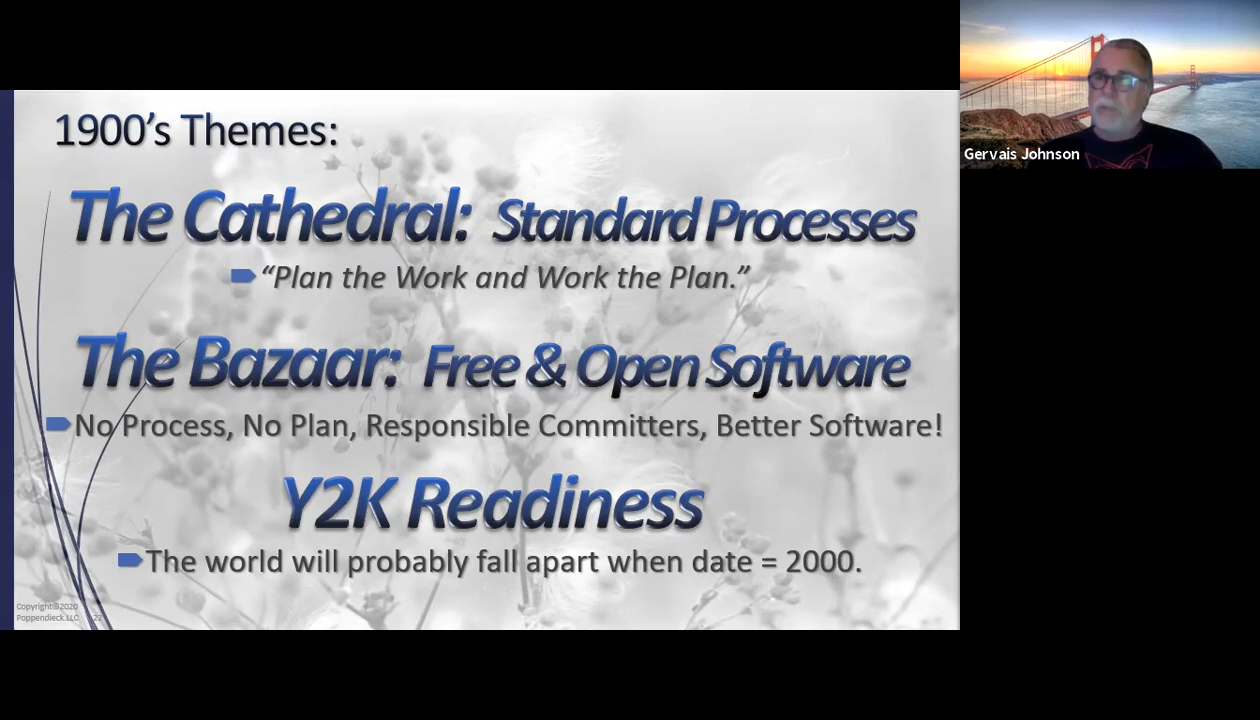 1900's Themes:
The Cathedral: Standard Processes
“Plan the Work and Work the Plan.”
The Bazaar: Free & Open Software
No Process, No Plan, Responsible Committers, Better Software!
Y2K Readiness
The world will probably fall apart when date = 2000.
Copyright©2020
Poppendieck.LLC 22
Gervais Johnson